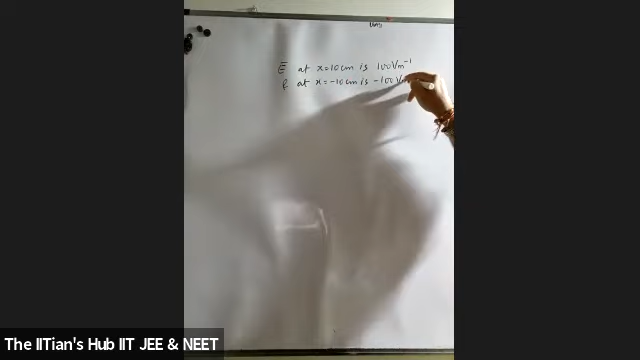 E̅ at x=10cm is 100Vm⁻¹
& at x=-10cm is -100V
The IITian's Hub IIT JEE & NEET